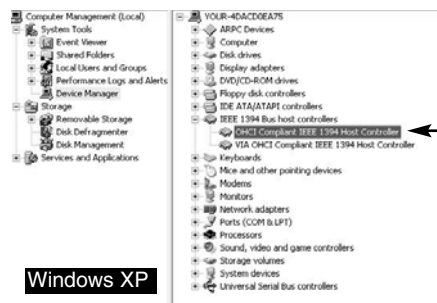 Computer Management (Local)
System Tools
Event Viewer
Shared Folders
Local Users and Groups
Performance Logs and Alerts
Device Manager
Storage
Removable Storage
Disk Defragmenter
Disk Management
Services and Applications
Windows XP
YOUR-4DACD0EA75
ARPC Devices
Computer
Disk drives
Display adapters
DVD/CD-ROM drives
Floppy disk controllers
IDE ATA/ATAPI controllers
IEEE 1394 Bus host controllers
OHCI Compliant IEEE 1394 Host Controller
VIA OHCI Compliant IEEE 1394 Host Controller
Keyboards
Mice and other pointing devices
Modems
Monitors
Network adapters
Ports (COM & LPT)
Processors
Sound, video and game controllers
Storage volumes
System devices
Universal Serial Bus controllers